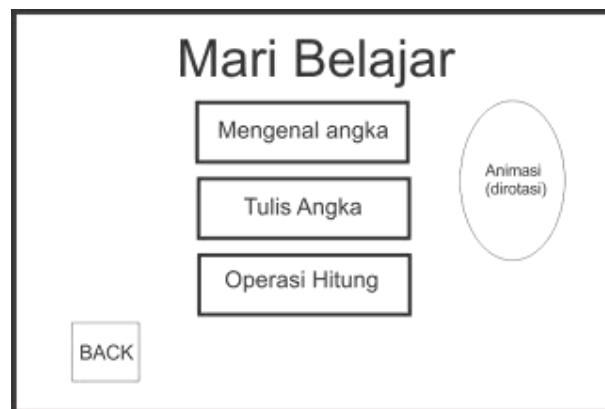 Mari Belajar
Mengenal angka
Tulis Angka
Operasi Hitung
Animasi
(dirotasi)
BACK